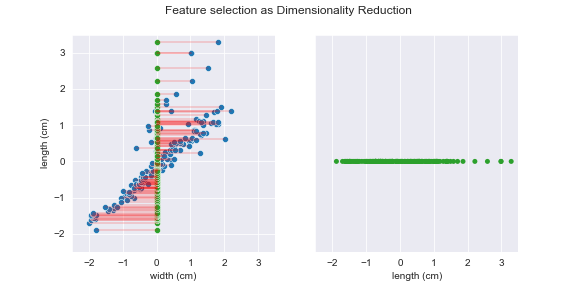 Feature selection as Dimensionality Reduction
3
2
1
0
−1
−2
length (cm)
−2 −1 0 1 2 3
width (cm)
−2 −1 0 1 2 3
length (cm)